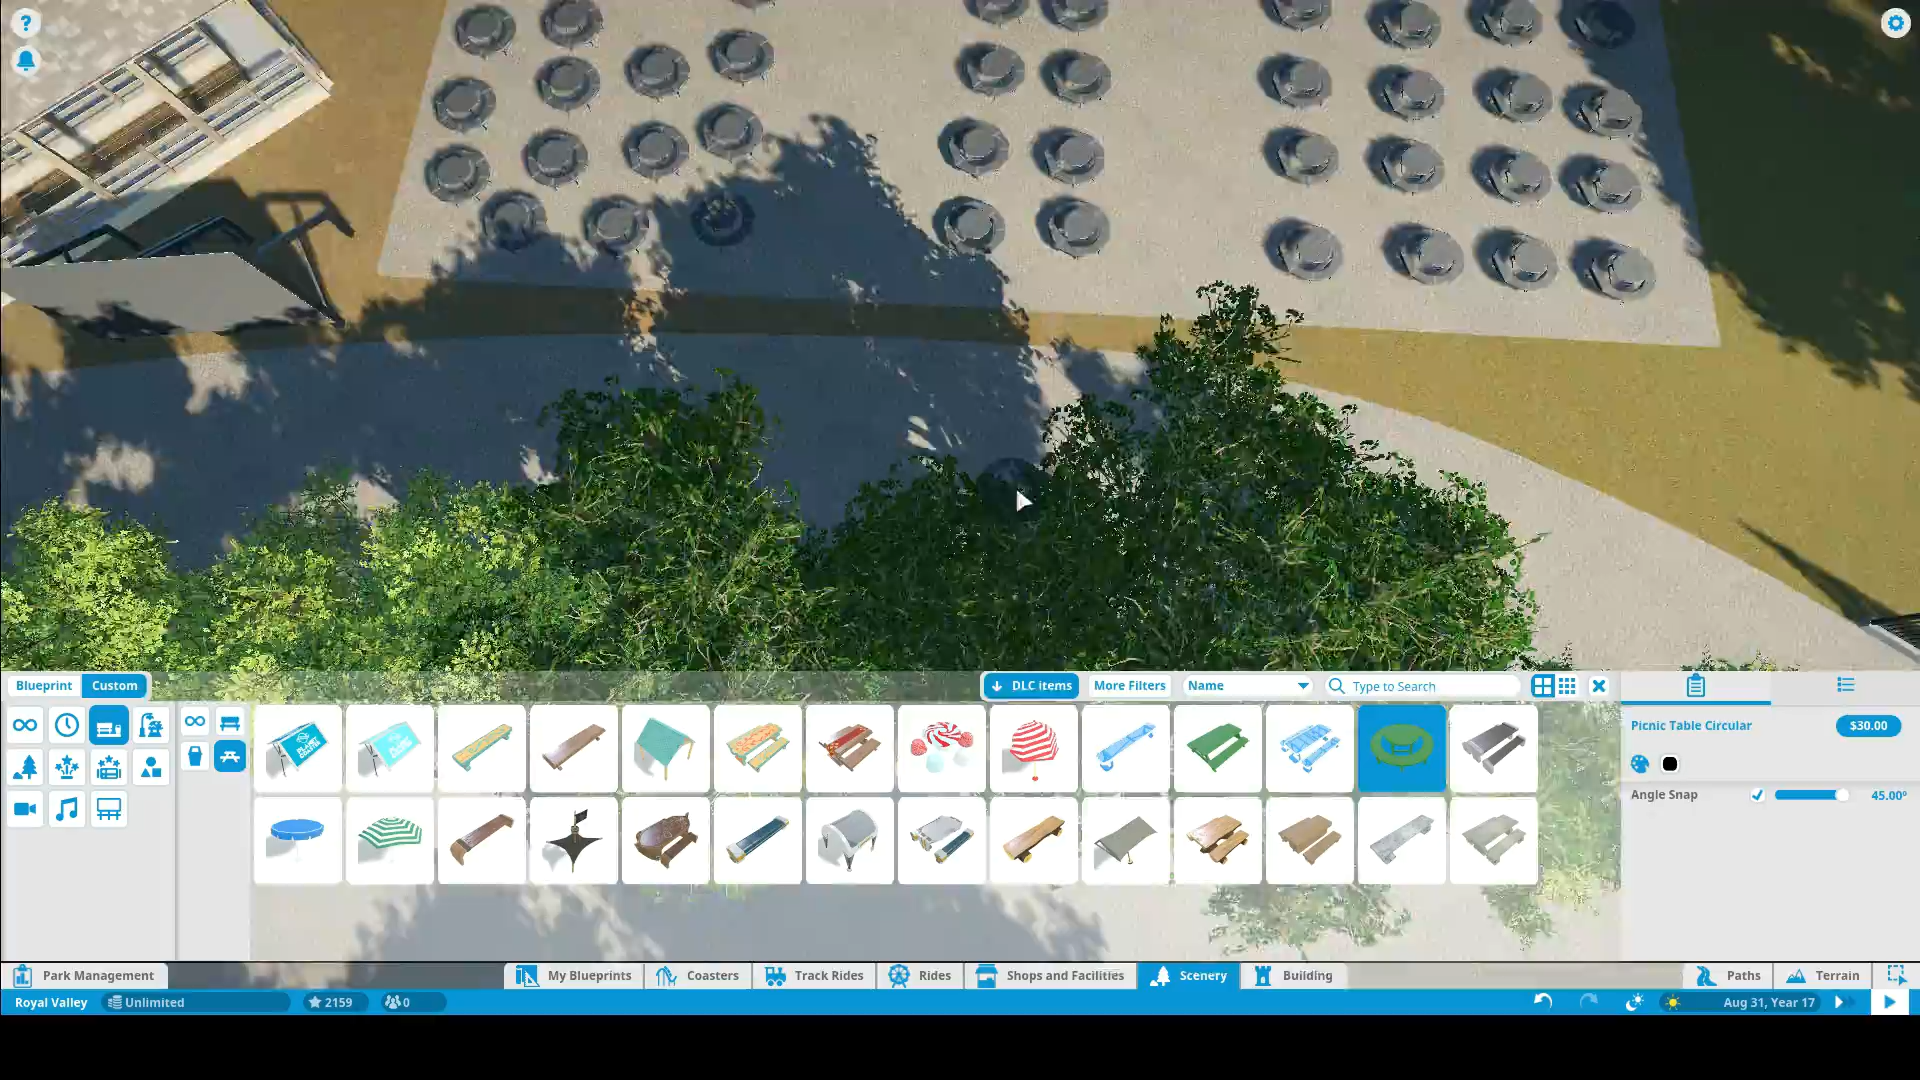 ?
Blueprint
Custom
DLC items
More Filters
Name
Type to Search
Picnic Table Circular
$30.00
Angle Snap
45.00°
Park Management
My Blueprints
Coasters
Track Rides
Rides
Shops and Facilities
Scenery
Building
Paths
Terrain
Royal Valley
Unlimited
2159
0
Aug 31, Year 17